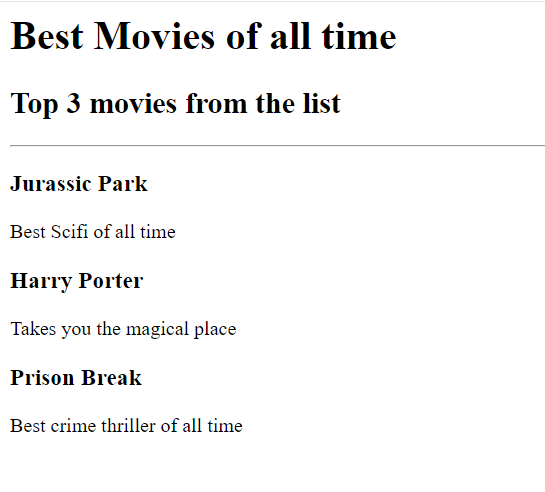 Best Movies of all time
Top 3 movies from the list
Jurassic Park
Best Scifi of all time
Harry Porter
Takes you the magical place
Prison Break
Best crime thriller of all time